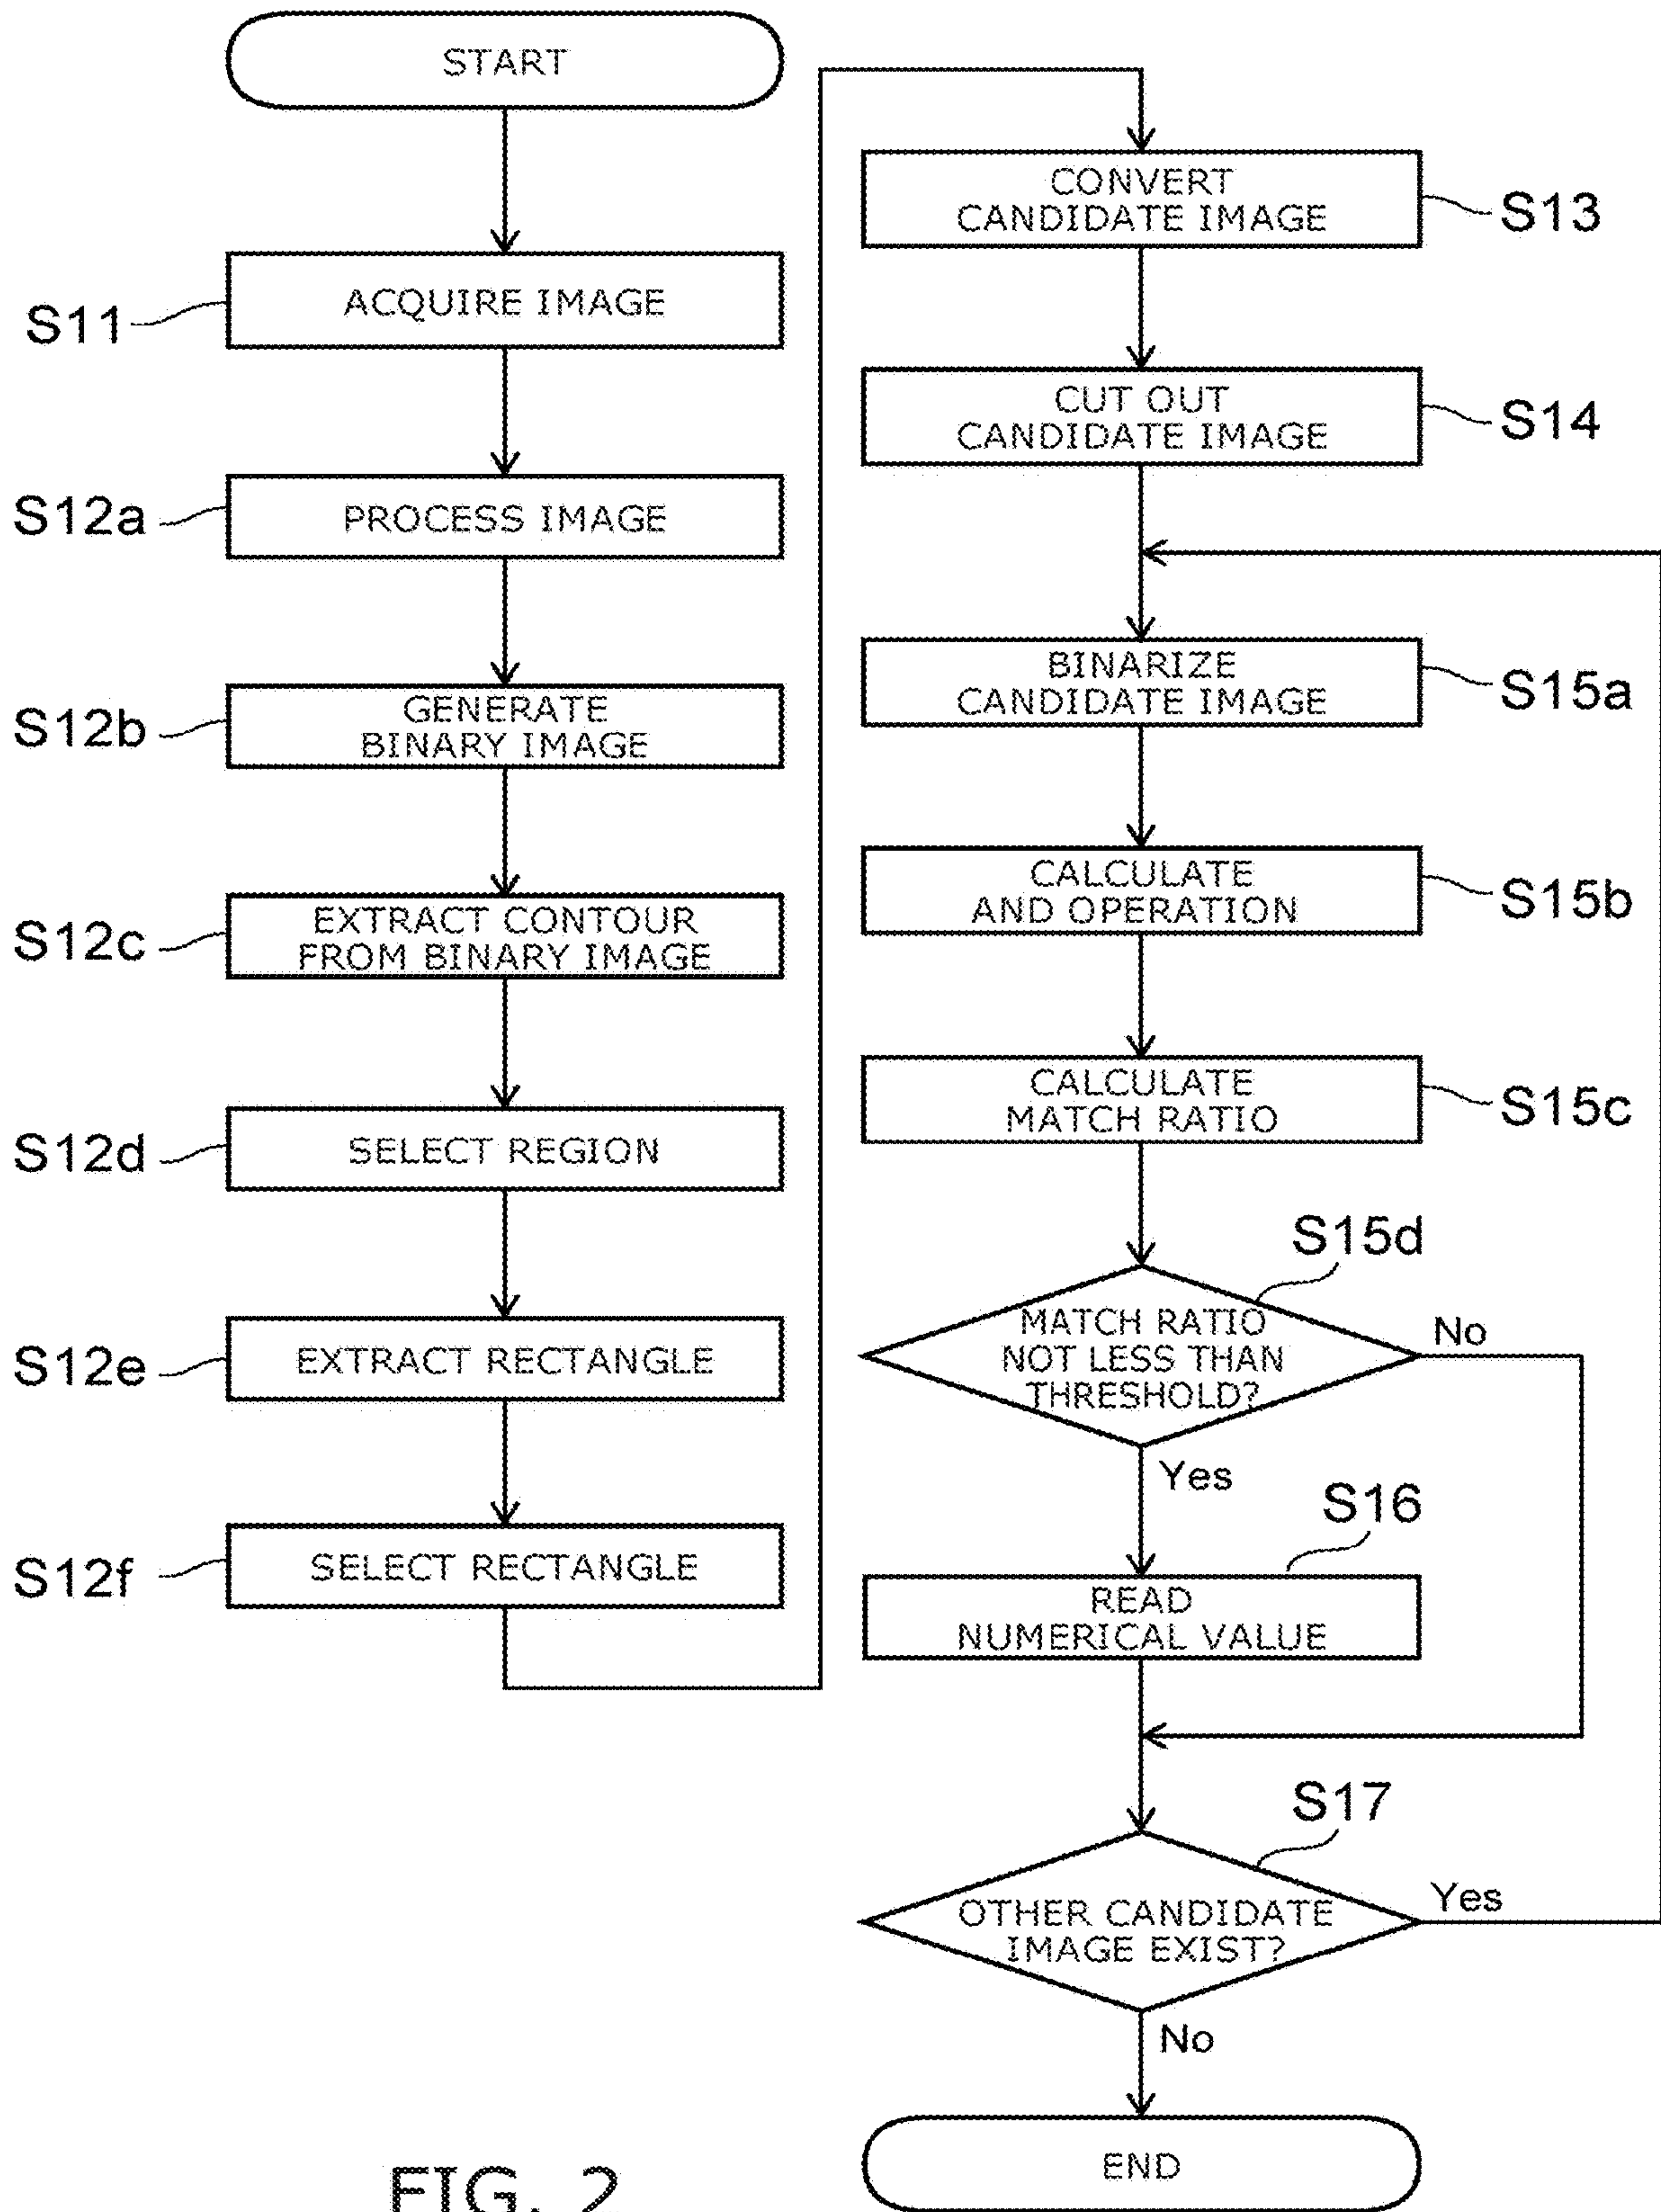 START
S11
ACQUIRE IMAGE
S12a
PROCESS IMAGE
S12b
GENERATE
BINARY IMAGE
S12c
EXTRACT CONTOUR
FROM BINARY IMAGE
S12d
SELECT REGION
S12e
EXTRACT RECTANGLE
S12f
SELECT RECTANGLE
CONVERT
CANDIDATE IMAGE
S13
CUT OUT
CANDIDATE IMAGE
S14
BINARIZE
CANDIDATE IMAGE
S15a
CALCULATE
AND OPERATION
S15b
CALCULATE
MATCH RATIO
S15c
S15d
MATCH RATIO
NOT LESS THAN
THRESHOLD?
No
Yes
S16
READ
NUMERICAL VALUE
S17
OTHER CANDIDATE
IMAGE EXIST?
Yes
No
END
FIG. 2